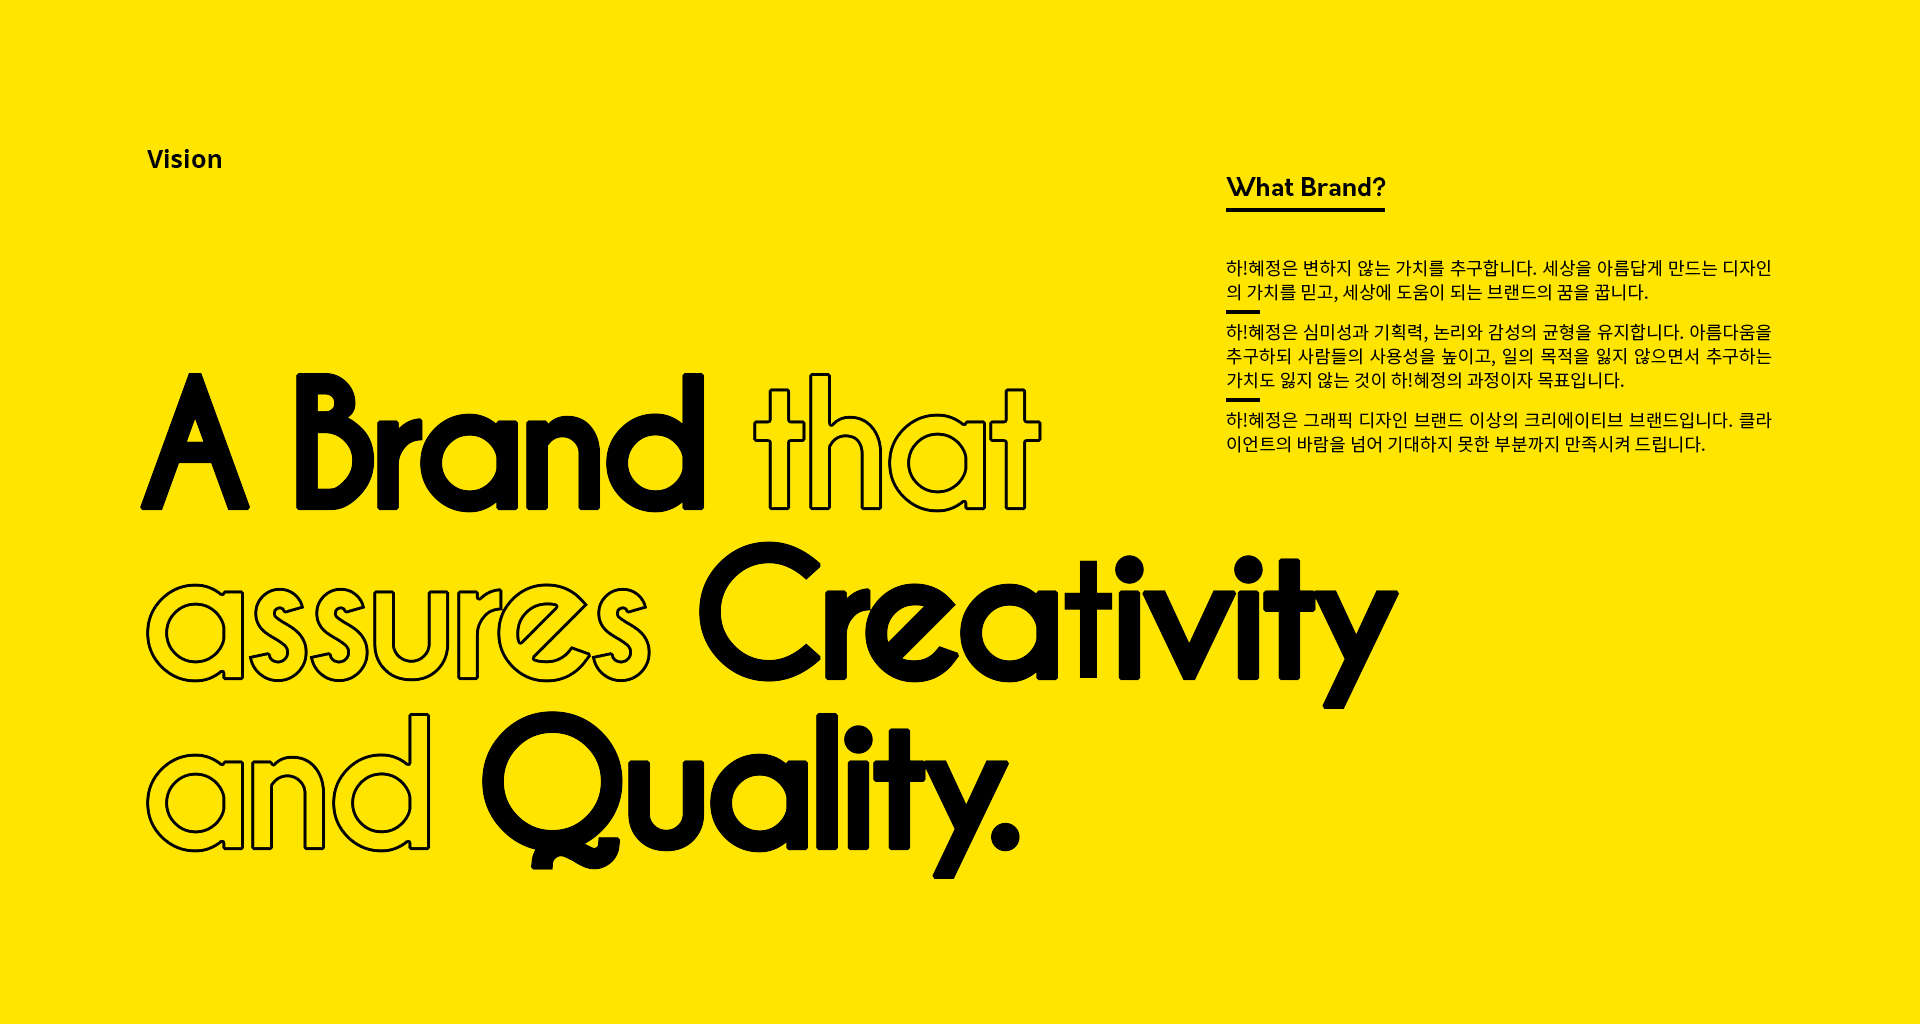 Vision
A Brand that
assures Creativity
and Quality.
What Brand?
하!혜정은 변하지 않는 가치를 추구합니다. 세상을 아름답게 만드는 디자인
의 가치를 믿고, 세상에 도움이 되는 브랜드의 꿈을 꿉니다.
하!혜정은 심미성과 기획력, 논리와 감성의 균형을 유지합니다. 아름다움을
추구하되 사람들의 사용성을 높이고, 일의 목적을 잃지 않으면서 추구하는
가치도 잃지 않는 것이 하!혜정의 과정이자 목표입니다.
하!혜정은 그래픽 디자인 브랜드 이상의 크리에이티브 브랜드입니다. 클라
이언트의 바람을 넘어 기대하지 못한 부분까지 만족시켜 드립니다.